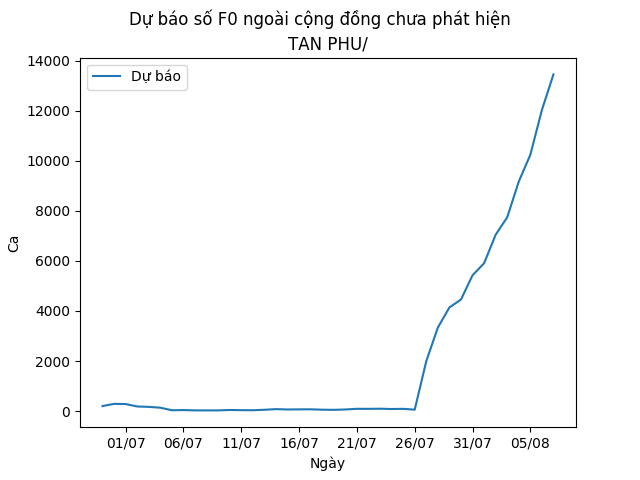 Dự báo số F0 ngoài cộng đồng chưa phát hiện
TAN PHU/
14000
12000
10000
8000
6000
4000
2000
0
Ca
Dự báo
01/07 06/07 11/07 16/07 21/07 26/07 31/07 05/08
Ngày